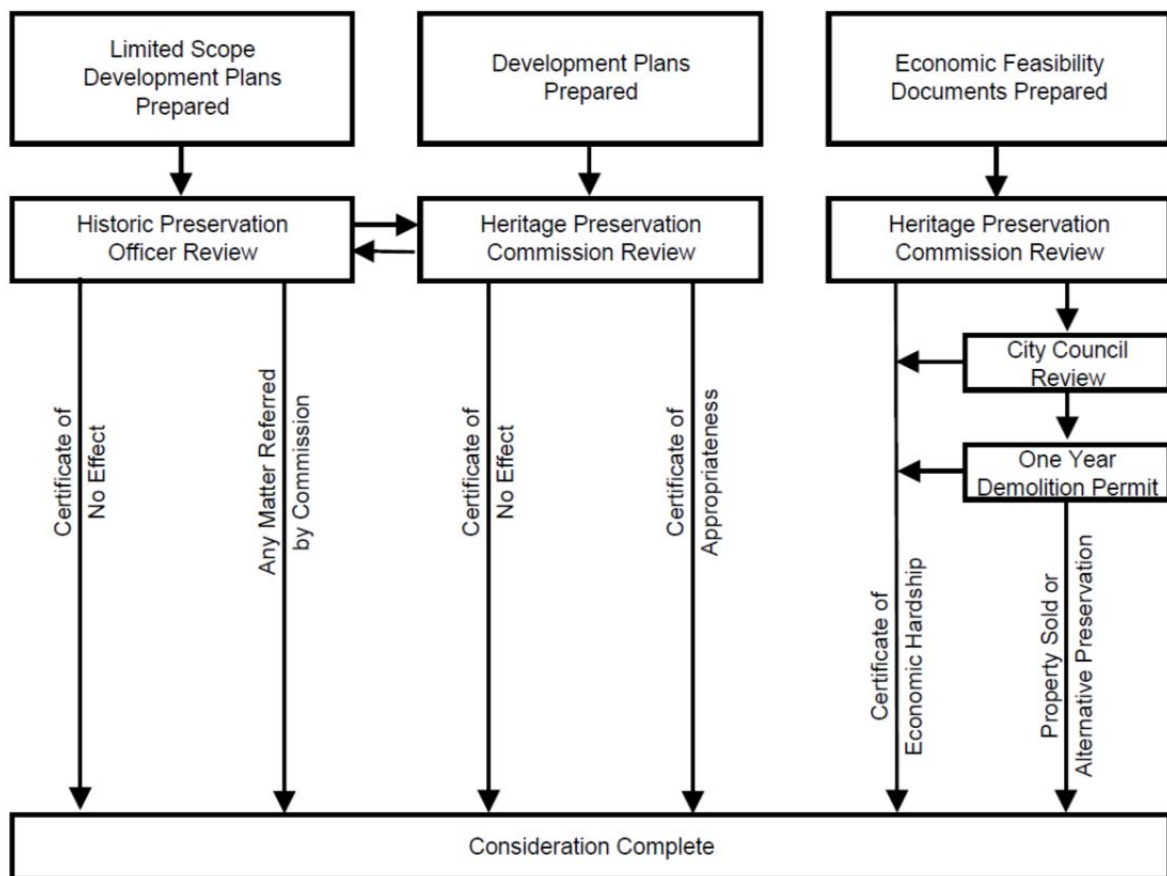 Limited Scope
Development Plans
Prepared
Development Plans
Prepared
Economic Feasibility
Documents Prepared
Historic Preservation
Officer Review
Heritage Preservation
Commission Review
Heritage Preservation
Commission Review
City Council
Review
One Year
Demolition Permit
Certificate of
No Effect
Any Matter Referred
by Commission
Certificate of
No Effect
Certificate of
Appropriateness
Certificate of
Economic Hardship
Property Sold or
Alternative Preservation
Consideration Complete